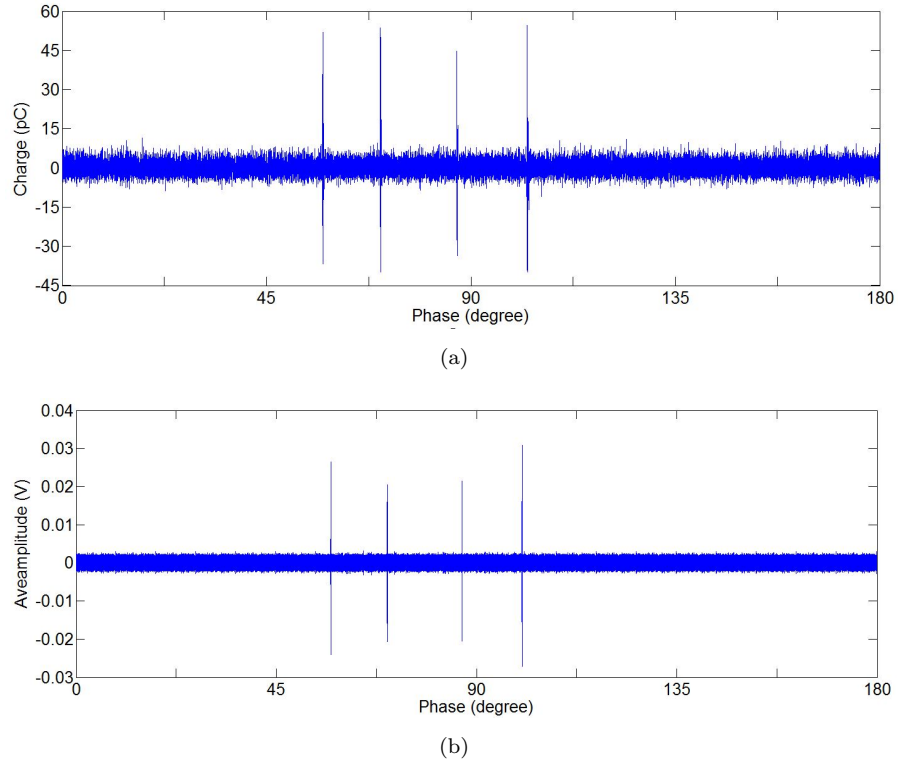 60
45
30
15
0
-15
-30
-45
Charge (pC)
0 45 90 135 180
Phase (degree)
(a)
0.04
0.03
0.02
0.01
0
-0.01
-0.02
-0.03
Aveamplitude (V)
0 45 90 135 180
Phase (degree)
(b)